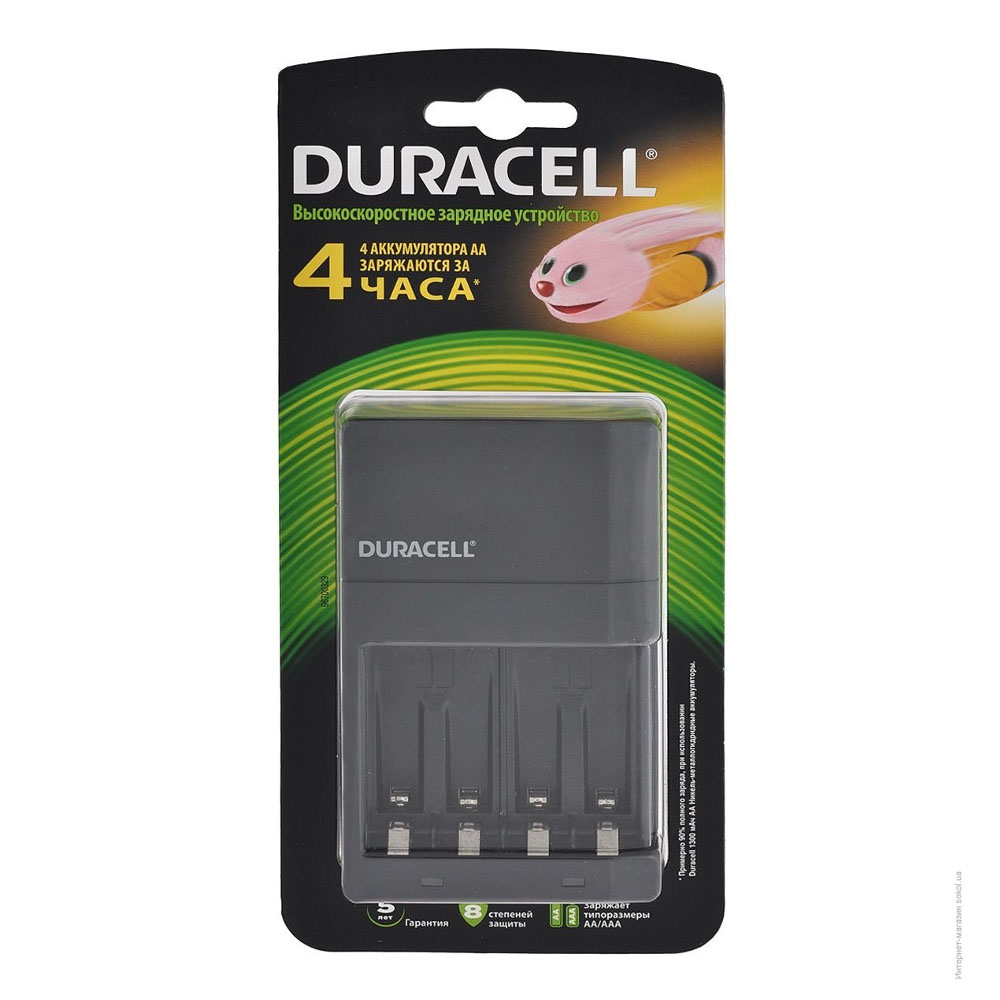 DURACELL®
Высокоскоростное зарядное устройство
4
4 АККУМУЛЯТОРА АА
ЗАРЯЖАЮТСЯ ЗА
ЧАСА*
DURACELL®
* Примерно 90% полного заряда, при использовании
Duracell 1300 мАч АА Никель-металлогидридные аккумуляторы.
5
лет
Гарантия
8
степеней
защиты
AA
AAA
Заряжает
типоразмеры
AA/AAA
Интернет-магазин sokol.ua